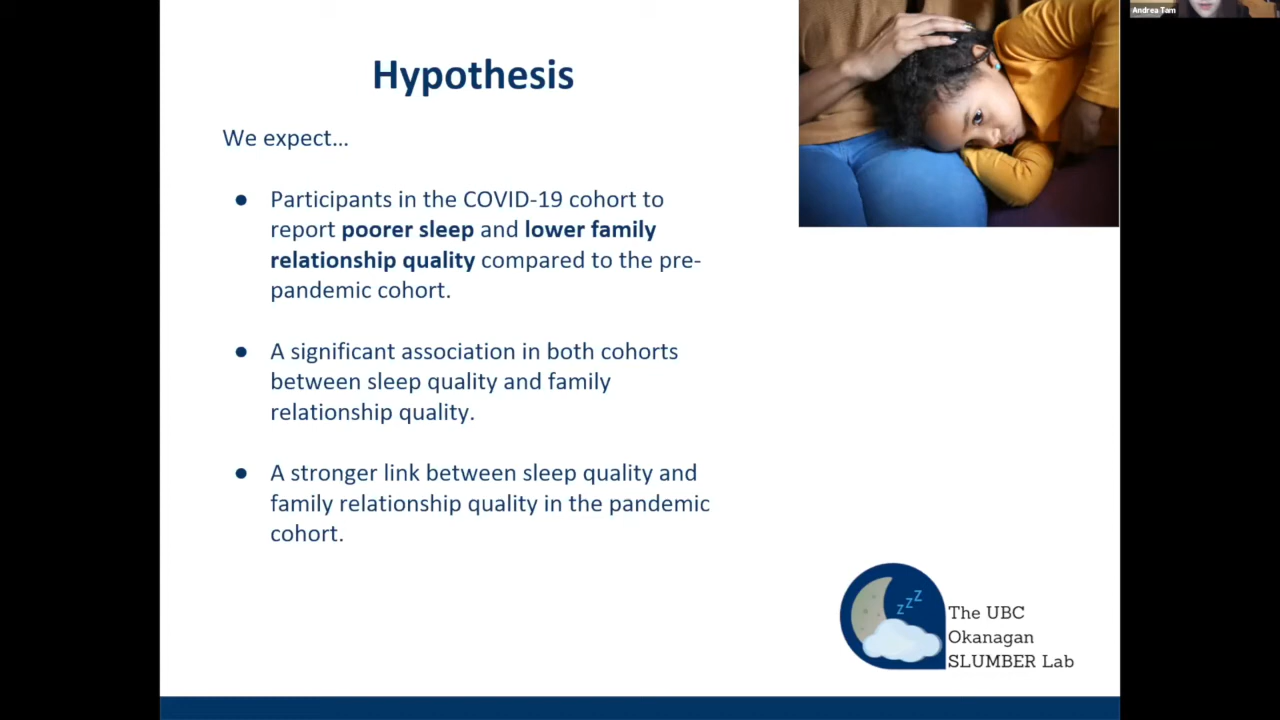 Andrea Tam
Hypothesis
We expect...
● Participants in the COVID-19 cohort to
report poorer sleep and lower family
relationship quality compared to the pre-
pandemic cohort.
● A significant association in both cohorts
between sleep quality and family
relationship quality.
● A stronger link between sleep quality and
family relationship quality in the pandemic
cohort.
z z Z
The UBC
Okanagan
SLUMBER Lab